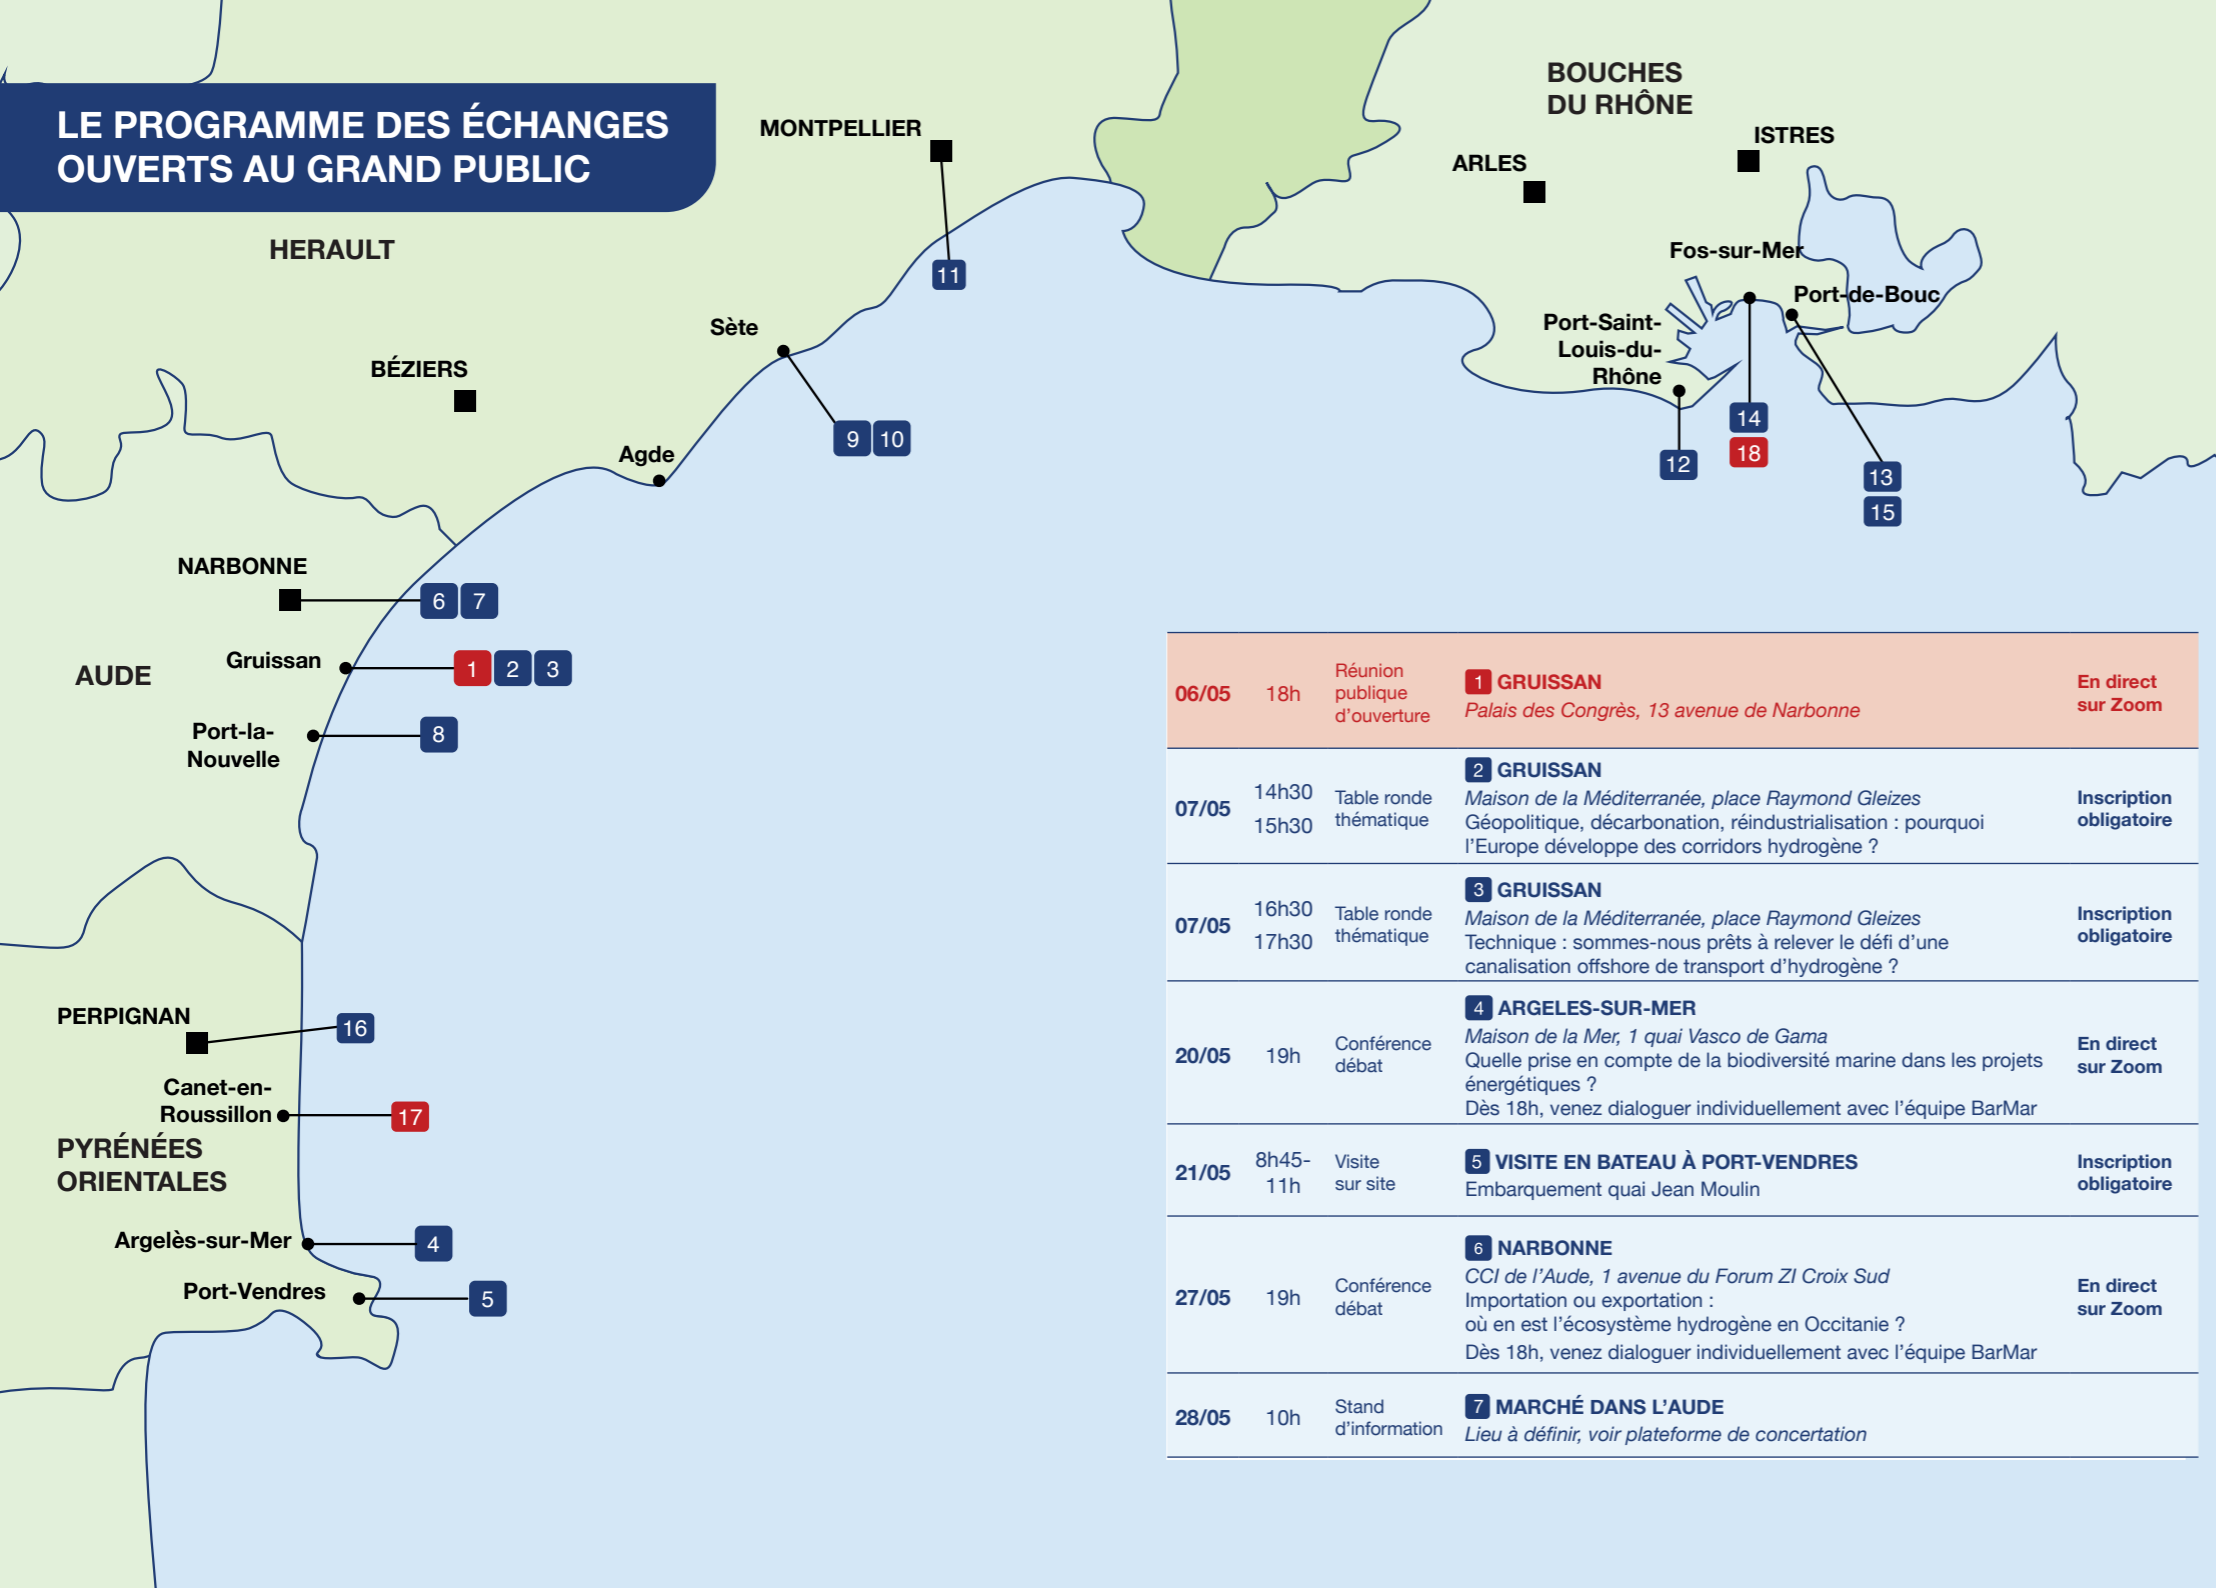 LE PROGRAMME DES ÉCHANGES
OUVERTS AU GRAND PUBLIC
BOUCHES
DU RHÔNE
MONTPELLIER
ISTRES
ARLES
HERAULT
Fos-sur-Mer
11
Port-de-Bouc
Port-Saint-
Louis-du-
Rhône
Sète
BÉZIERS
14
9 10
18
Agde
12
13
15
NARBONNE
6 7
Gruissan
1 2 3
AUDE
Port-la-
Nouvelle
8
PERPIGNAN
16
Canet-en-
Roussillon
17
PYRÉNÉES
ORIENTALES
Argelès-sur-Mer
4
Port-Vendres
5
06/05
18h
Réunion
publique
d'ouverture
1 GRUISSAN
Palais des Congrès, 13 avenue de Narbonne
En direct
sur Zoom
07/05
14h30
15h30
Table ronde
thématique
2 GRUISSAN
Maison de la Méditerranée, place Raymond Gleizes
Géopolitique, décarbonation, réindustrialisation : pourquoi
l'Europe développe des corridors hydrogène ?
Inscription
obligatoire
07/05
16h30
17h30
Table ronde
thématique
3 GRUISSAN
Maison de la Méditerranée, place Raymond Gleizes
Technique : sommes-nous prêts à relever le défi d'une
canalisation offshore de transport d'hydrogène ?
Inscription
obligatoire
20/05
19h
Conférence
débat
4 ARGELES-SUR-MER
Maison de la Mer, 1 quai Vasco de Gama
Quelle prise en compte de la biodiversité marine dans les projets
énergétiques ?
Dès 18h, venez dialoguer individuellement avec l'équipe BarMar
En direct
sur Zoom
21/05
8h45-
11h
Visite
sur site
5 VISITE EN BATEAU À PORT-VENDRES
Embarquement quai Jean Moulin
Inscription
obligatoire
27/05
19h
Conférence
débat
6 NARBONNE
CCI de l'Aude, 1 avenue du Forum ZI Croix Sud
Importation ou exportation :
où en est l'écosystème hydrogène en Occitanie ?
Dès 18h, venez dialoguer individuellement avec l'équipe BarMar
En direct
sur Zoom
28/05
10h
Stand
d'information
7 MARCHÉ DANS L'AUDE
Lieu à définir, voir plateforme de concertation